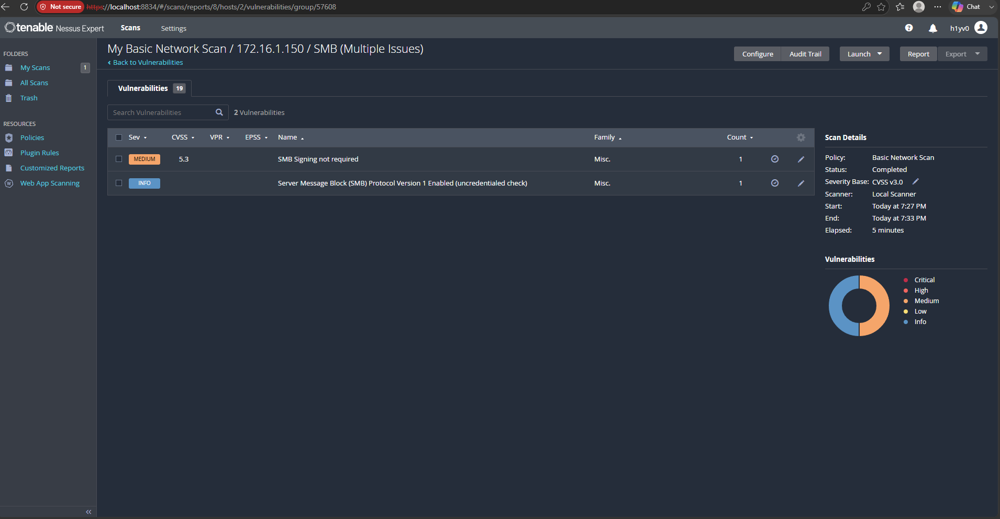 Not secure https://localhost:8834/#/scans/reports/8/hosts/2/vulnerabilities/group/57608 Chat
tenable Nessus Expert Scans Settings h1yv0
FOLDERS
My Scans 1
All Scans
Trash
RESOURCES
Policies
Plugin Rules
Customized Reports
Web App Scanning
My Basic Network Scan / 172.16.1.150 / SMB (Multiple Issues)
Back to Vulnerabilities
Configure Audit Trail Launch Report Export
Vulnerabilities 19
Search Vulnerabilities 2 Vulnerabilities
Sev CVSS VPR EPSS Name Family Count
MEDIUM 5.3 SMB Signing not required Misc. 1
INFO Server Message Block (SMB) Protocol Version 1 Enabled (uncredentialed check) Misc. 1
Scan Details
Policy: Basic Network Scan
Status: Completed
Severity Base: CVSS v3.0
Scanner: Local Scanner
Start: Today at 7:27 PM
End: Today at 7:33 PM
Elapsed: 5 minutes
Vulnerabilities
Critical
High
Medium
Low
Info